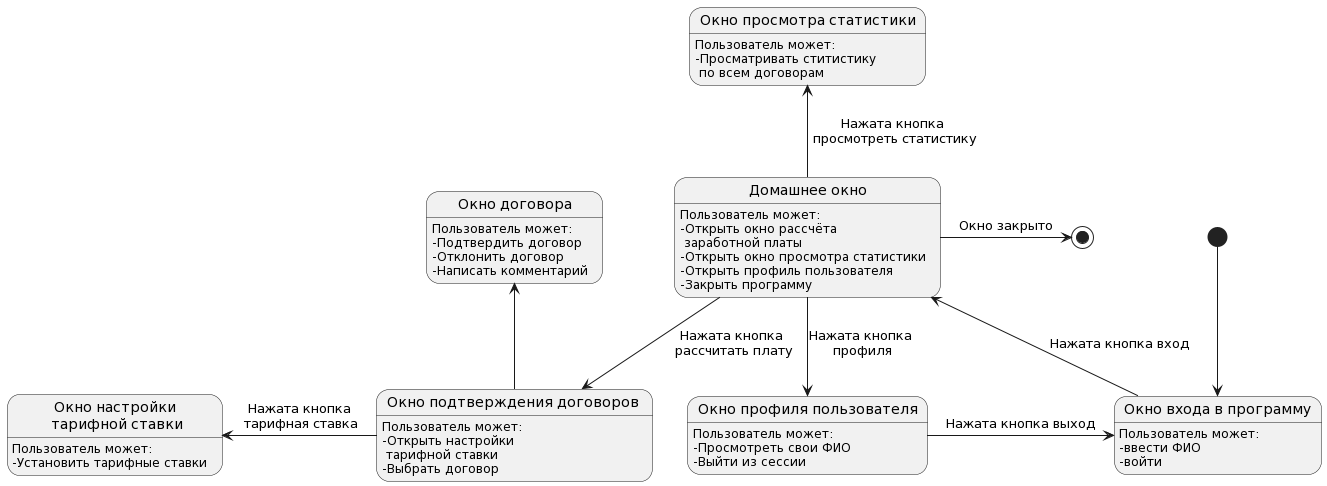 Окно просмотра статистики
Пользователь может:
-Просматривать ститистику
по всем договорам
Нажата кнопка
просмотреть статистику
Домашнее окно
Пользователь может:
-Открыть окно рассчёта
заработной платы
-Открыть окно просмотра статистики
-Открыть профиль пользователя
-Закрыть программу
Окно закрыто
Окно договора
Пользователь может:
-Подтвердить договор
-Отклонить договор
-Написать комментарий
Нажата кнопка
рассчитать плату
Нажата кнопка
профиля
Нажата кнопка вход
Окно настройки
тарифной ставки
Пользователь может:
-Установить тарифные ставки
Нажата кнопка
тарифная ставка
Окно подтверждения договоров
Пользователь может:
-Открыть настройки
тарифной ставки
-Выбрать договор
Окно профиля пользователя
Пользователь может:
-Просмотреть свои ФИО
-Выйти из сессии
Нажата кнопка выход
Окно входа в программу
Пользователь может:
-ввести ФИО
-войти